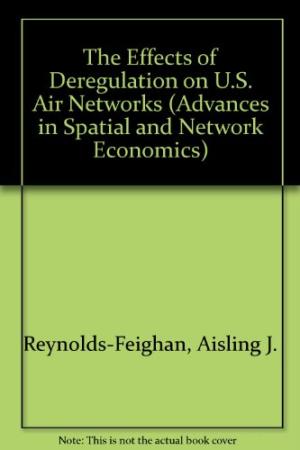 The Effects of
Deregulation on U.S.
Air Networks (Advances
in Spatial and Network
Economics)
Reynolds-Feighan, Aisling J.
Note: This is not the actual book cover